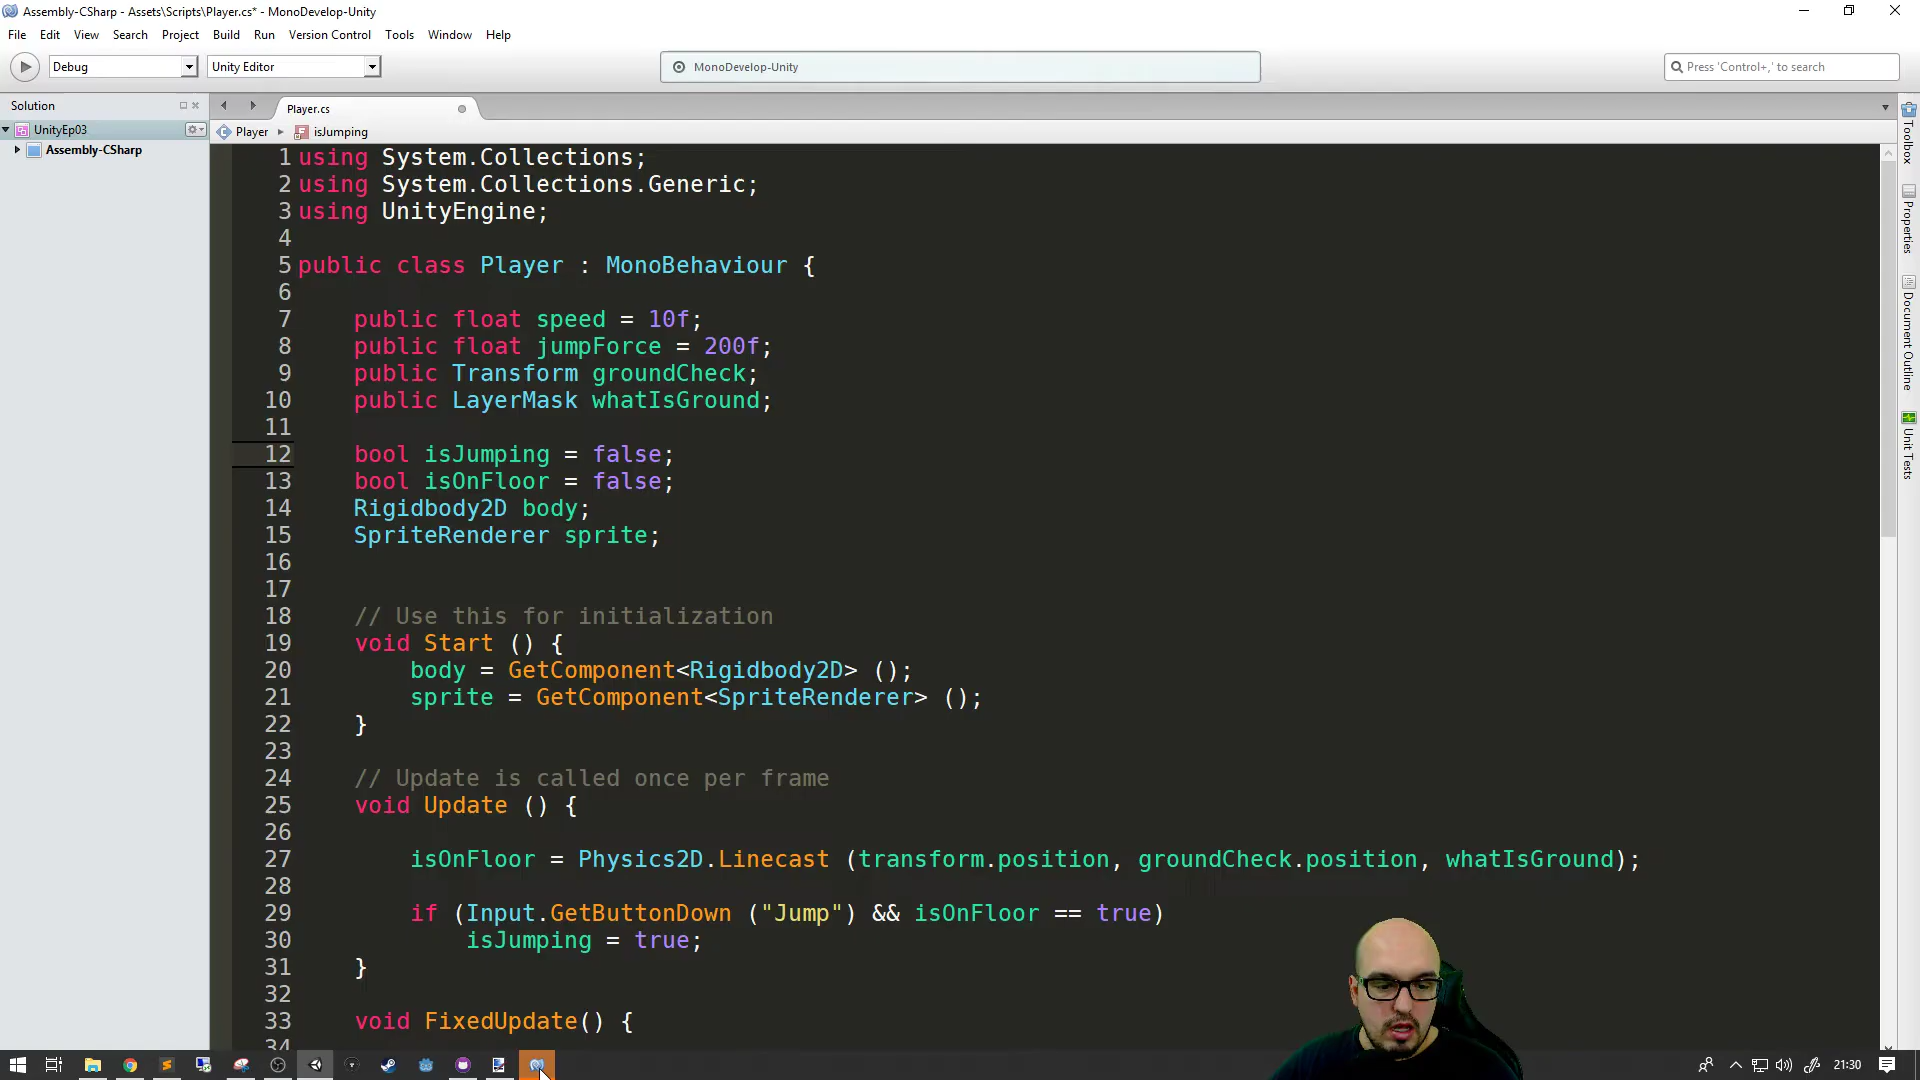 Assembly-CSharp - Assets\Scripts\Player.cs* - MonoDevelop-Unity
File Edit View Search Project Build Run Version Control Tools Window Help
Debug
Unity Editor
MonoDevelop-Unity
Press 'Control+,' to search
Solution
UnityEp03
Assembly-CSharp
Player.cs
Player
isJumping
1 using System.Collections;
2 using System.Collections.Generic;
3 using UnityEngine;
4
5 public class Player : MonoBehaviour {
6
7 public float speed = 10f;
8 public float jumpForce = 200f;
9 public Transform groundCheck;
10 public LayerMask whatIsGround;
11
12 bool isJumping = false;
13 bool isOnFloor = false;
14 Rigidbody2D body;
15 SpriteRenderer sprite;
16
17
18 // Use this for initialization
19 void Start () {
20 body = GetComponent<Rigidbody2D> ();
21 sprite = GetComponent<SpriteRenderer> ();
22 }
23
24 // Update is called once per frame
25 void Update () {
26
27 isOnFloor = Physics2D.Linecast (transform.position, groundCheck.position, whatIsGround);
28
29 if (Input.GetButtonDown ("Jump") && isOnFloor == true)
30 isJumping = true;
31 }
32
33 void FixedUpdate() {
34
Toolbox
Properties
Document Outline
Unit Tests
21:30